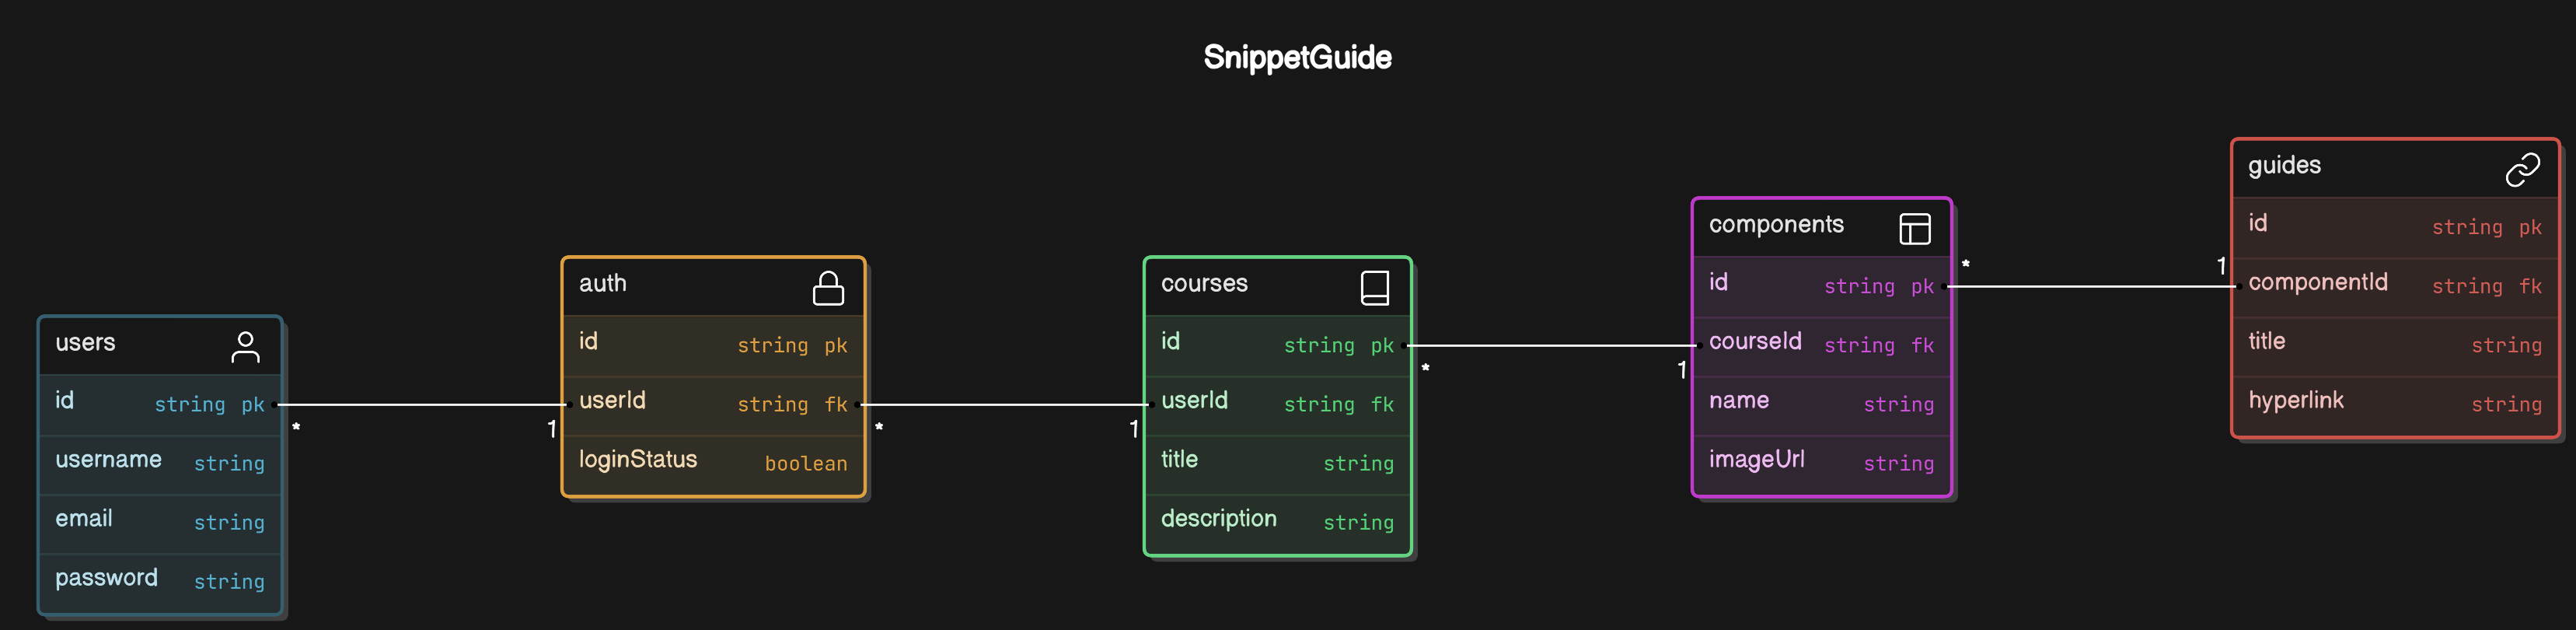 SnippetGuide
users
id string pk
username string
email string
password string
* 1
auth
id string pk
userId string fk
loginStatus boolean
* 1
courses
id string pk
userId string fk
title string
description string
* 1
components
id string pk
courseId string fk
name string
imageUrl string
* 1
guides
id string pk
componentId string fk
title string
hyperlink string